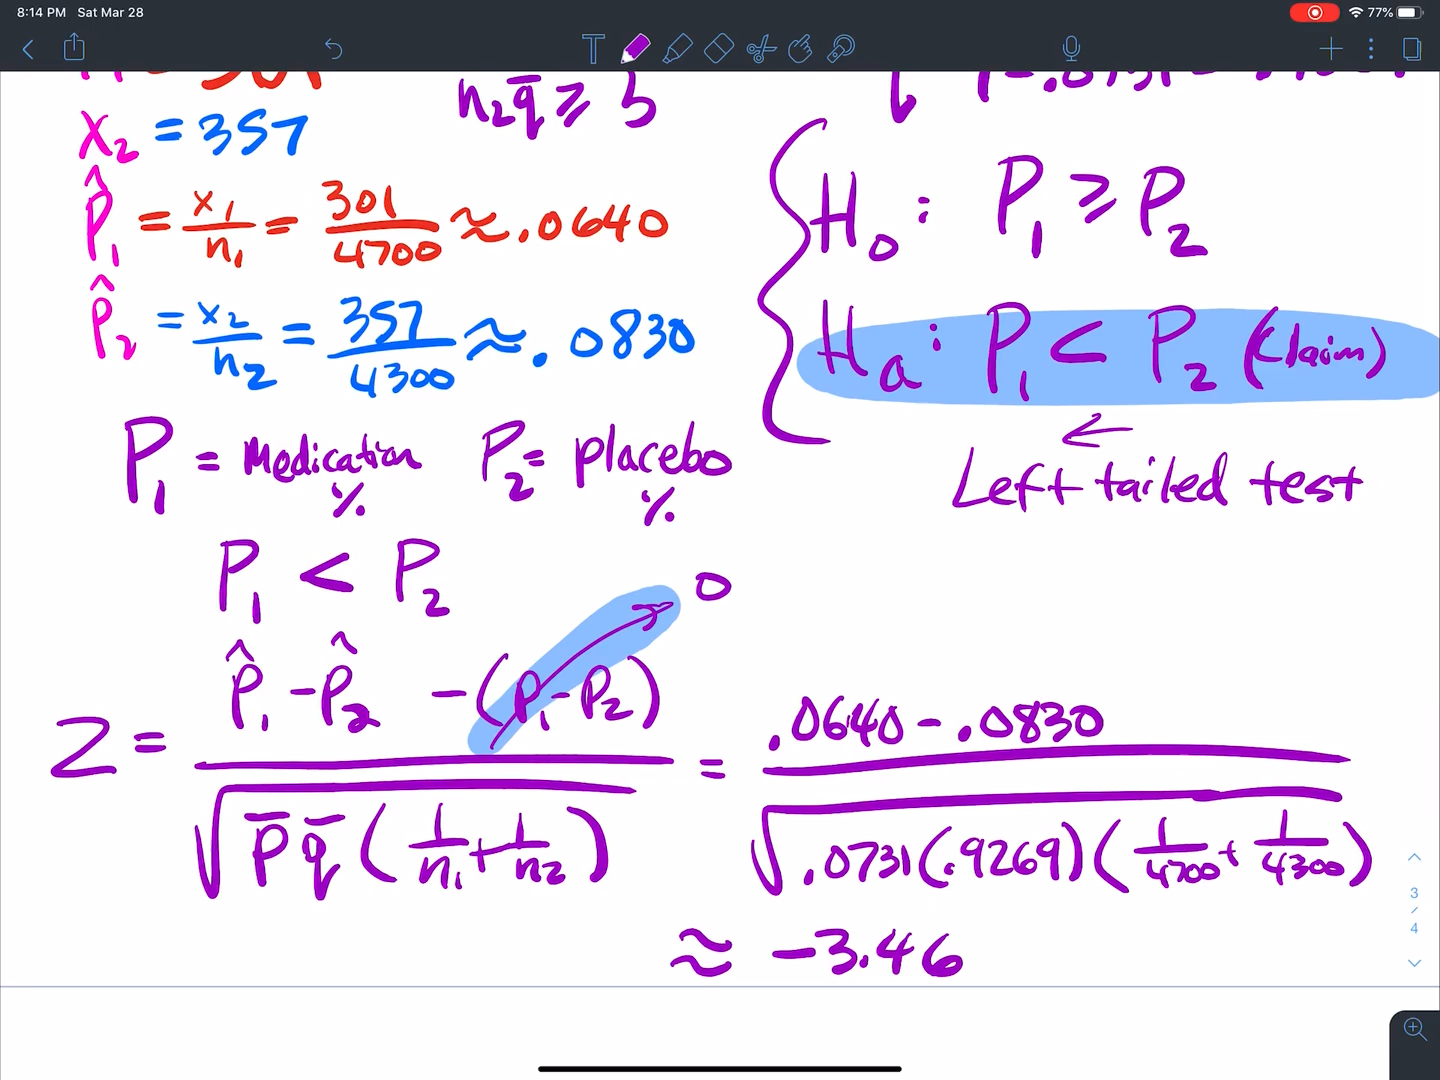 8:14 PM Sat Mar 28
77%
n₂q̄ ≥ 5
x₂ = 357
p̂₁ = x₁/n₁ = 301/4700 ≈ .0640
p̂₂ = x₂/n₂ = 357/4300 ≈ .0830
H₀ : P₁ ≥ P₂
Hₐ : P₁ < P₂ (claim)
←
Left tailed test
P₁ = Medication % P₂ = placebo %
P₁ < P₂
0
Z = p̂₁ - p̂₂ - (P₁ - P₂) / √(p̄ q̄ (1/n₁ + 1/n₂)) = .0640 - .0830 / √(.0731(.9269)(1/4700 + 1/4300))
≈ -3.46
3 / 4